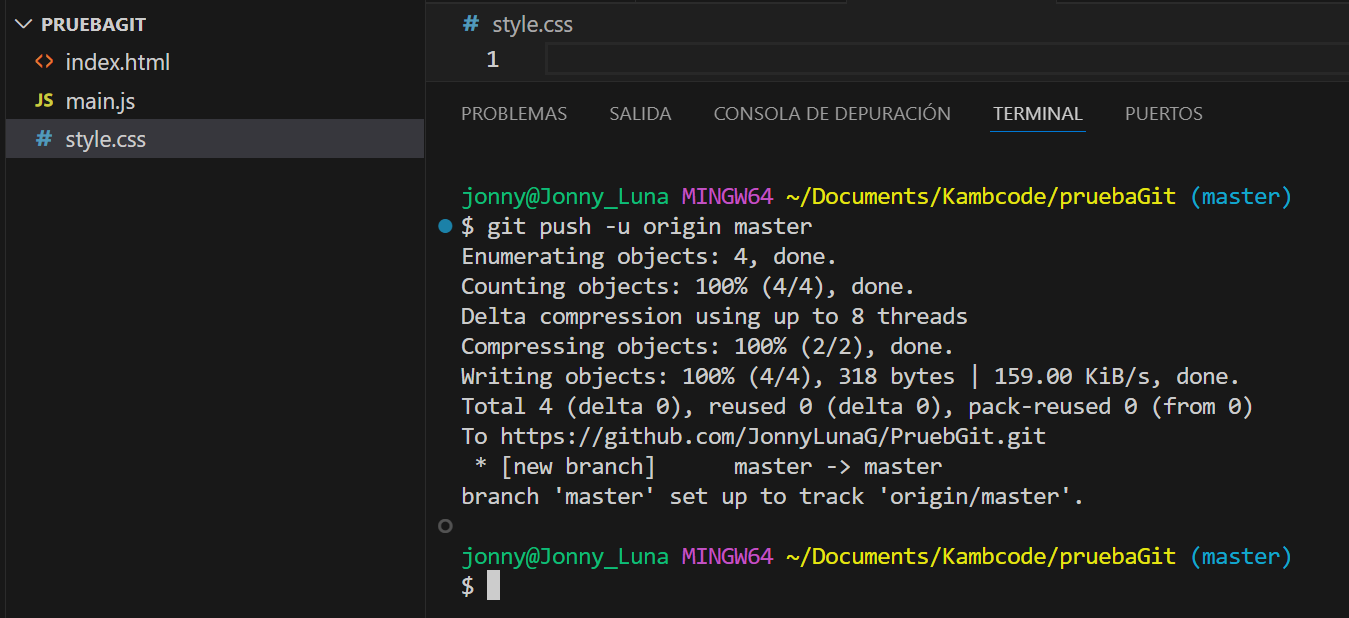 PRUEBAGIT
<> index.html
JS main.js
# style.css
# style.css
1
PROBLEMAS SALIDA CONSOLA DE DEPURACIÓN TERMINAL PUERTOS
jonny@Jonny_Luna MINGW64 ~/Documents/Kambcode/pruebaGit (master)
$ git push -u origin master
Enumerating objects: 4, done.
Counting objects: 100% (4/4), done.
Delta compression using up to 8 threads
Compressing objects: 100% (2/2), done.
Writing objects: 100% (4/4), 318 bytes | 159.00 KiB/s, done.
Total 4 (delta 0), reused 0 (delta 0), pack-reused 0 (from 0)
To https://github.com/JonnyLunaG/PruebGit.git
 * [new branch]      master -> master
branch 'master' set up to track 'origin/master'.
jonny@Jonny_Luna MINGW64 ~/Documents/Kambcode/pruebaGit (master)
$